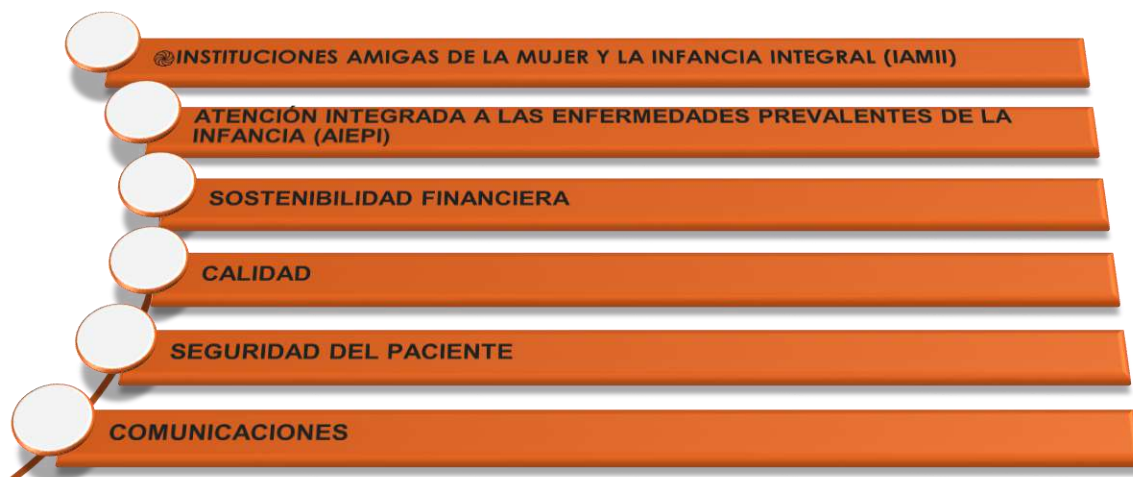 ֍INSTITUCIONES AMIGAS DE LA MUJER Y LA INFANCIA INTEGRAL (IAMII)
ATENCIÓN INTEGRADA A LAS ENFERMEDADES PREVALENTES DE LA
INFANCIA (AIEPI)
SOSTENIBILIDAD FINANCIERA
CALIDAD
SEGURIDAD DEL PACIENTE
COMUNICACIONES